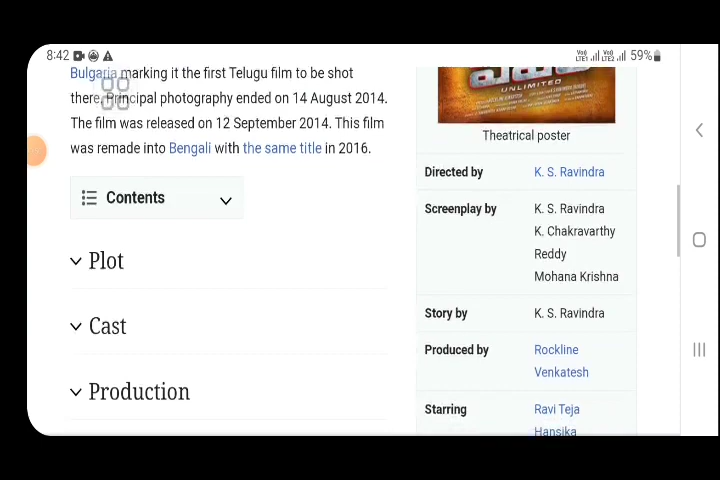 8:42
LTE1 LTE2 59%
Bulgaria marking it the first Telugu film to be shot
there. Principal photography ended on 14 August 2014.
The film was released on 12 September 2014. This film
was remade into Bengali with the same title in 2016.
Contents
Plot
Cast
Production
UNLIMITED
Theatrical poster
Directed by K. S. Ravindra
Screenplay by K. S. Ravindra
K. Chakravarthy
Reddy
Mohana Krishna
Story by K. S. Ravindra
Produced by Rockline
Venkatesh
Starring Ravi Teja
Hansika